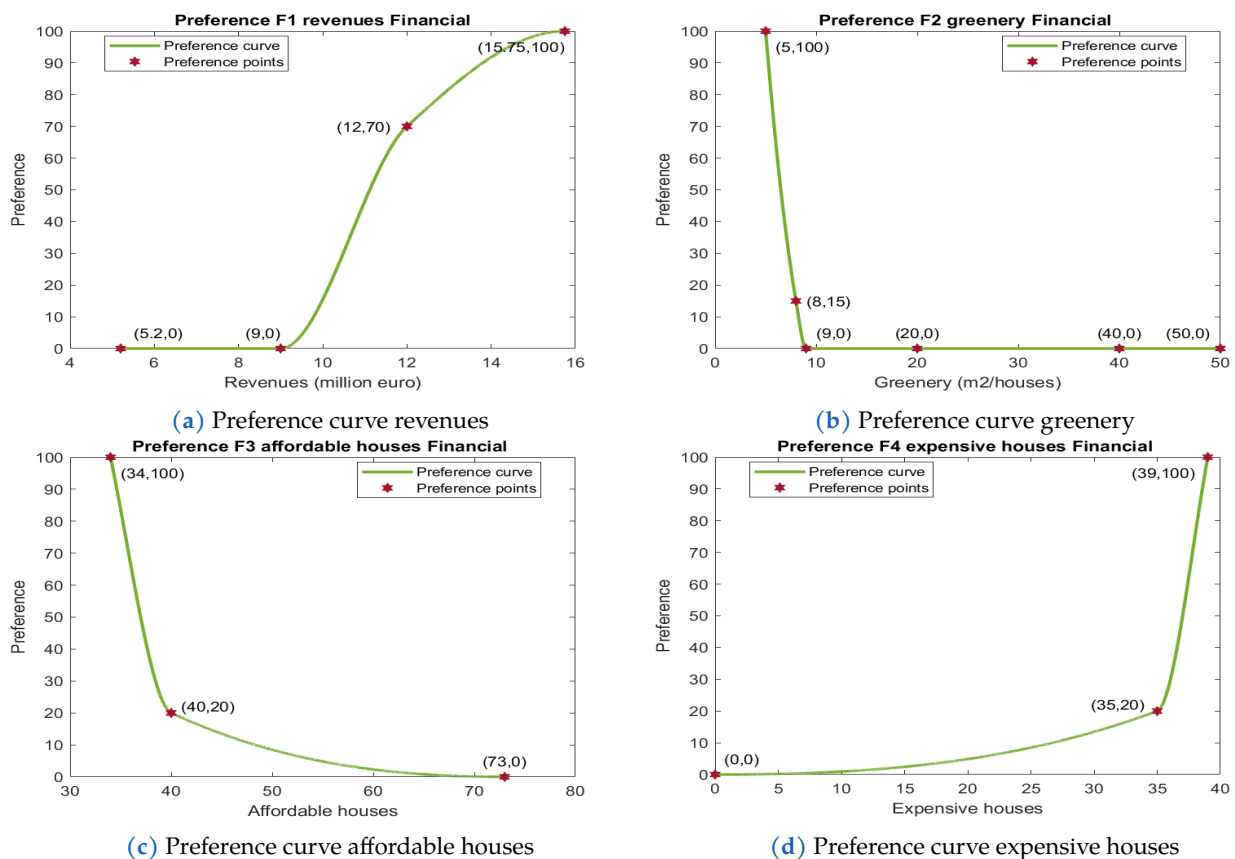 Preference F1 revenues Financial
100
90
80
70
60
50
40
30
20
10
0
Preference
Preference curve
Preference points
(15.75,100)
(12,70)
(5.2,0)
(9,0)
4 6 8 10 12 14 16
Revenues (million euro)
(a) Preference curve revenues
Preference F2 greenery Financial
100
90
80
70
60
50
40
30
20
10
0
Preference
Preference curve
Preference points
(5,100)
(8,15)
(9,0)
(20,0)
(40,0)
(50,0)
0 10 20 30 40 50
Greenery (m2/houses)
(b) Preference curve greenery
Preference F3 affordable houses Financial
100
90
80
70
60
50
40
30
20
10
0
Preference
Preference curve
Preference points
(34,100)
(40,20)
(73,0)
30 40 50 60 70 80
Affordable houses
(c) Preference curve affordable houses
Preference F4 expensive houses Financial
100
90
80
70
60
50
40
30
20
10
0
Preference
Preference curve
Preference points
(39,100)
(35,20)
(0,0)
0 5 10 15 20 25 30 35 40
Expensive houses
(d) Preference curve expensive houses